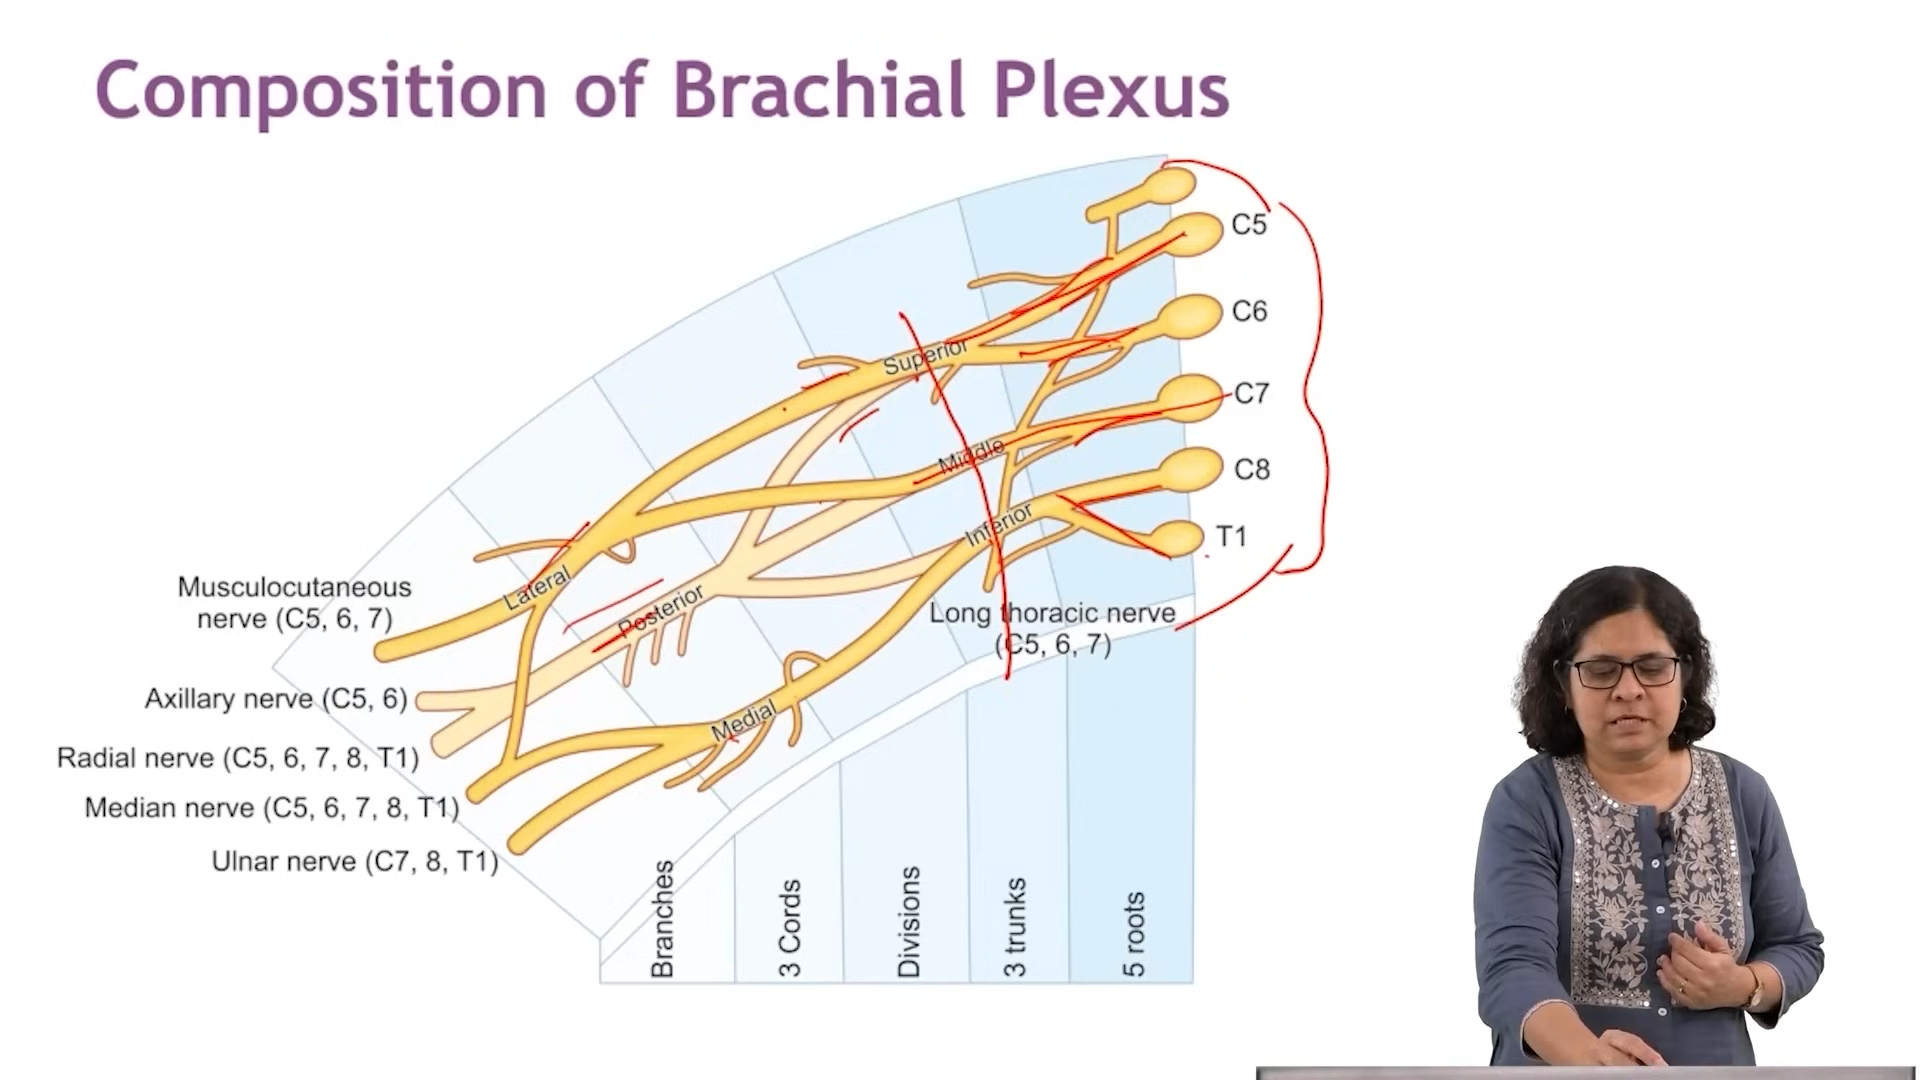 Composition of Brachial Plexus
C5
C6
Superior
C7
Middle
C8
Inferior
T1
Musculocutaneous
nerve (C5, 6, 7)
Lateral
Posterior
Long thoracic nerve
(C5, 6, 7)
Axillary nerve (C5, 6)
Medial
Radial nerve (C5, 6, 7, 8, T1)
Median nerve (C5, 6, 7, 8, T1)
Ulnar nerve (C7, 8, T1)
Branches
3 Cords
Divisions
3 trunks
5 roots